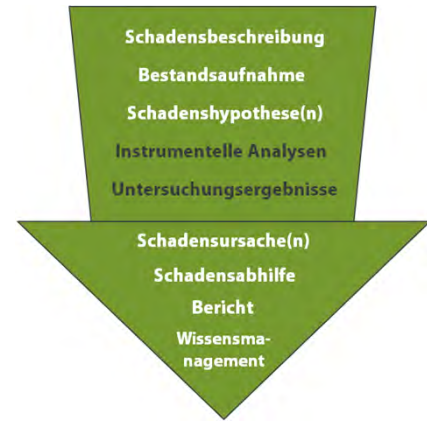 Schadensbeschreibung
Bestandsaufnahme
Schadenshypothese(n)
Instrumentelle Analysen
Untersuchungsergebnisse
Schadensursache(n)
Schadensabhilfe
Bericht
Wissensma-
nagement